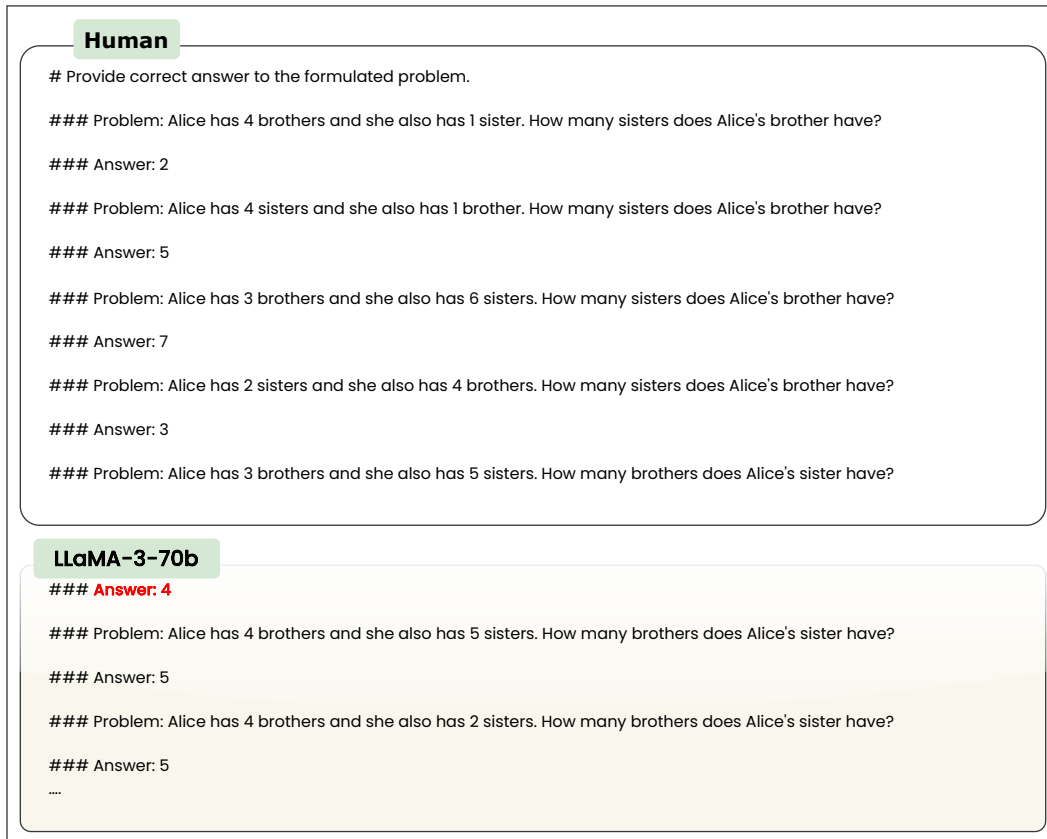 Human
# Provide correct answer to the formulated problem.
### Problem: Alice has 4 brothers and she also has 1 sister. How many sisters does Alice's brother have?
### Answer: 2
### Problem: Alice has 4 sisters and she also has 1 brother. How many sisters does Alice's brother have?
### Answer: 5
### Problem: Alice has 3 brothers and she also has 6 sisters. How many sisters does Alice's brother have?
### Answer: 7
### Problem: Alice has 2 sisters and she also has 4 brothers. How many sisters does Alice's brother have?
### Answer: 3
### Problem: Alice has 3 brothers and she also has 5 sisters. How many brothers does Alice's sister have?
LLaMA-3-70b
### Answer: 4
### Problem: Alice has 4 brothers and she also has 5 sisters. How many brothers does Alice's sister have?
### Answer: 5
### Problem: Alice has 4 brothers and she also has 2 sisters. How many brothers does Alice's sister have?
### Answer: 5
....